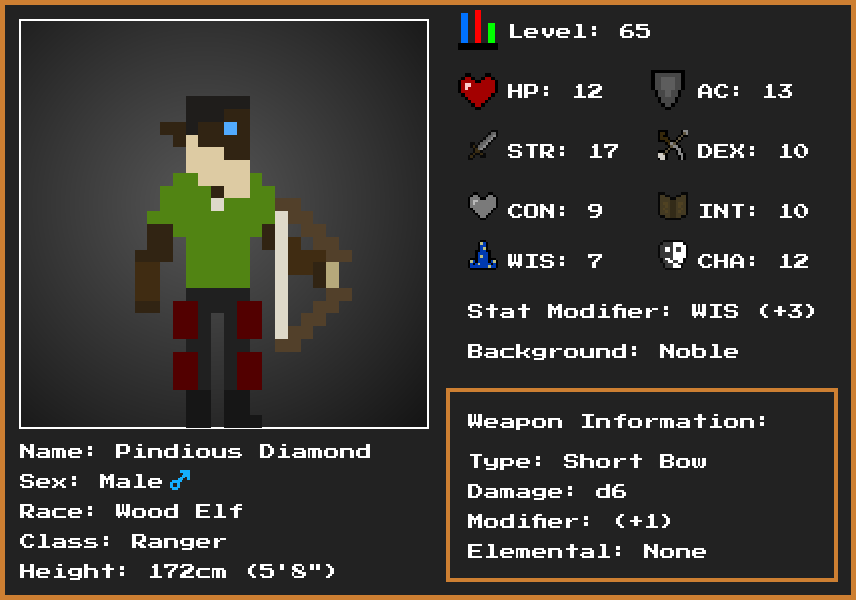 Level: 65
HP: 12
AC: 13
STR: 17
DEX: 10
CON: 9
INT: 10
WIS: 7
CHA: 12
Stat Modifier: WIS (+3)
Background: Noble
Name: Pindious Diamond
Sex: Male♂
Race: Wood Elf
Class: Ranger
Height: 172cm (5'8")
Weapon Information:
Type: Short Bow
Damage: d6
Modifier: (+1)
Elemental: None